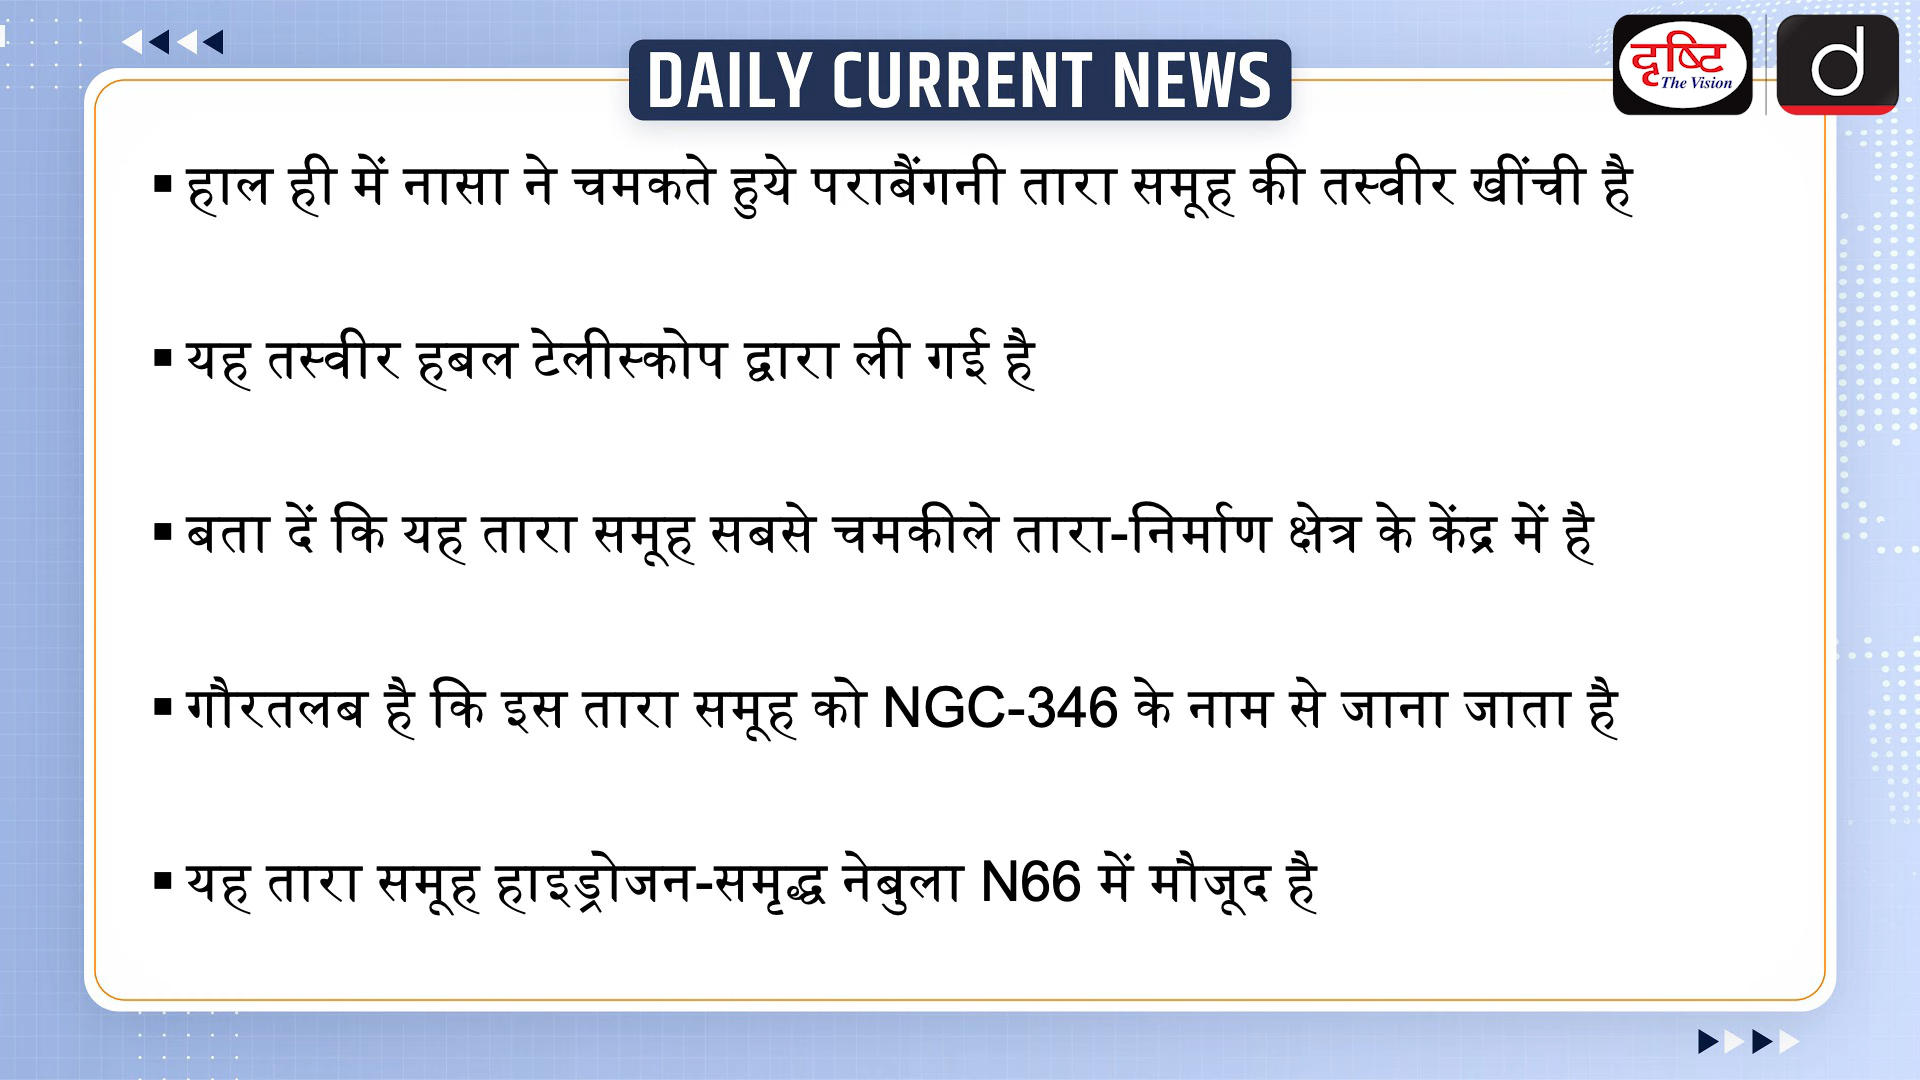 DAILY CURRENT NEWS
दृष्टि
The Vision
d
▪ हाल ही में नासा ने चमकते हुये पराबैंगनी तारा समूह की तस्वीर खींची है
▪ यह तस्वीर हबल टेलीस्कोप द्वारा ली गई है
▪ बता दें कि यह तारा समूह सबसे चमकीले तारा-निर्माण क्षेत्र के केंद्र में है
▪ गौरतलब है कि इस तारा समूह को NGC-346 के नाम से जाना जाता है
▪ यह तारा समूह हाइड्रोजन-समृद्ध नेबुला N66 में मौजूद है